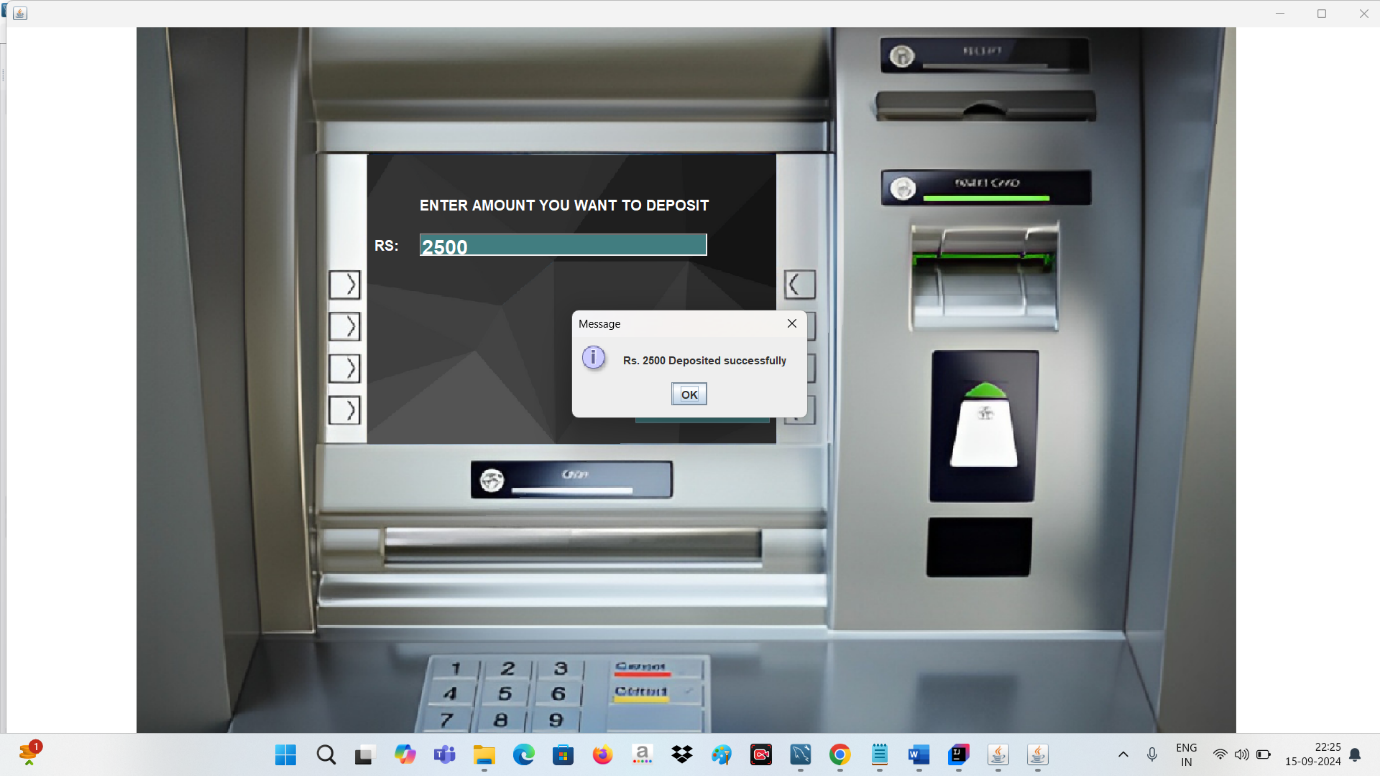 ENTER AMOUNT YOU WANT TO DEPOSIT
RS: 2500
Message
Rs. 2500 Deposited successfully
OK
1 2 3
4 5 6
7 8 9
1
ENG
IN
22:25
15-09-2024